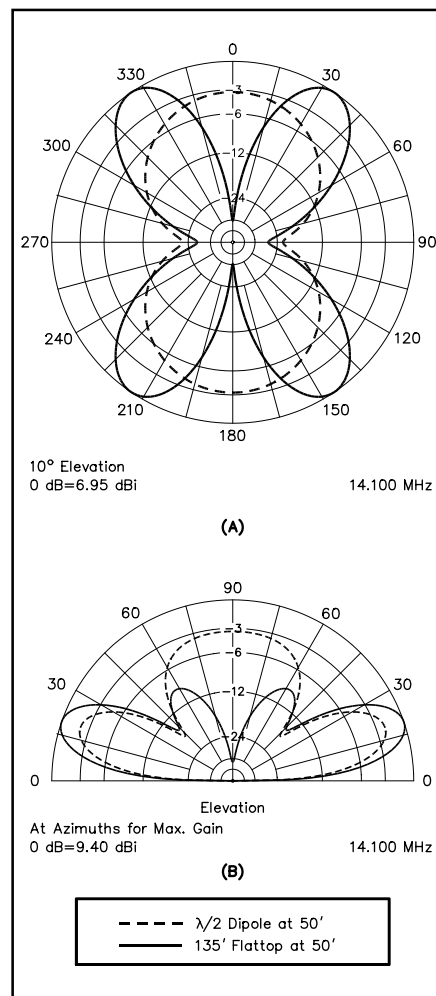 0
330 30
-3
-6
300 60
-12
-24
270 90
240 120
210 150
180
10° Elevation
0 dB=6.95 dBi 14.100 MHz
(A)
90
60 60
-3
-6
30 30
-12
-24
0 0
Elevation
At Azimuths for Max. Gain
0 dB=9.40 dBi 14.100 MHz
(B)
λ/2 Dipole at 50'
135' Flattop at 50'